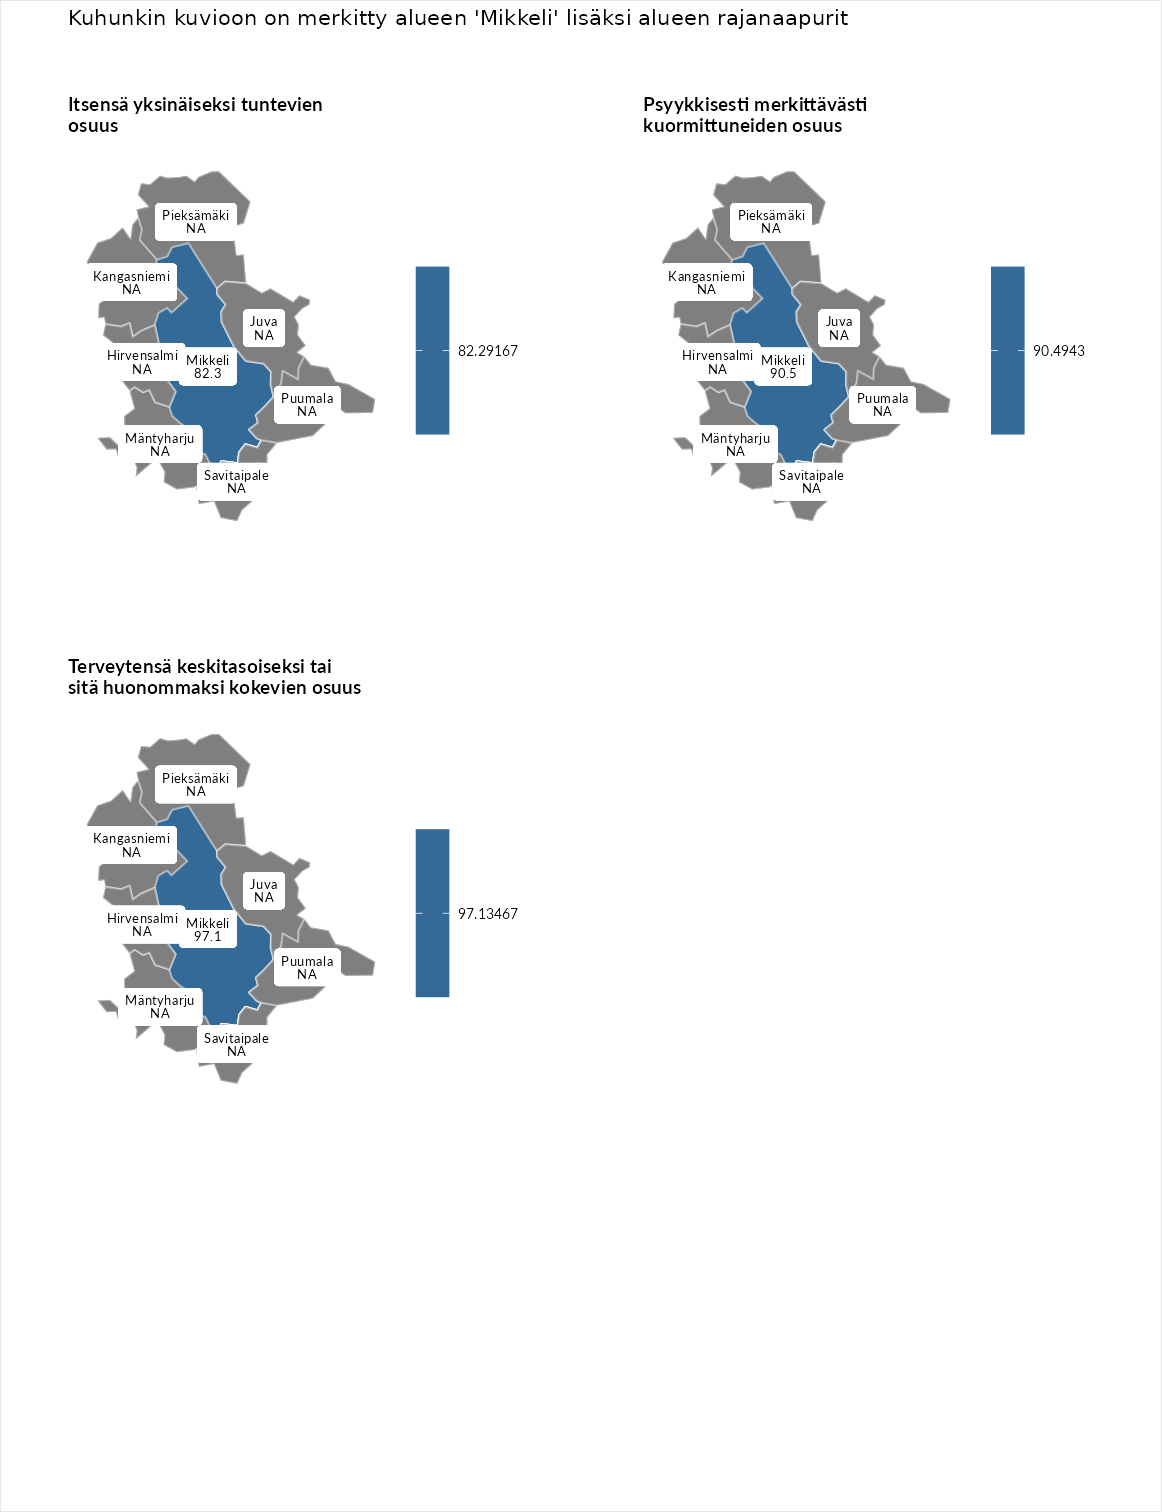 Kuhunkin kuvioon on merkitty alueen 'Mikkeli' lisäksi alueen rajanaapurit
Itsensä yksinäiseksi tuntevien
osuus
Pieksämäki
NA
Kangasniemi
NA
Juva
NA
Hirvensalmi
NA
Mikkeli
82.3
Puumala
NA
Mäntyharju
NA
Savitaipale
NA
82.29167
Psyykkisesti merkittävästi
kuormittuneiden osuus
Pieksämäki
NA
Kangasniemi
NA
Juva
NA
Hirvensalmi
NA
Mikkeli
90.5
Puumala
NA
Mäntyharju
NA
Savitaipale
NA
90.4943
Terveytensä keskitasoiseksi tai
sitä huonommaksi kokevien osuus
Pieksämäki
NA
Kangasniemi
NA
Juva
NA
Hirvensalmi
NA
Mikkeli
97.1
Puumala
NA
Mäntyharju
NA
Savitaipale
NA
97.13467